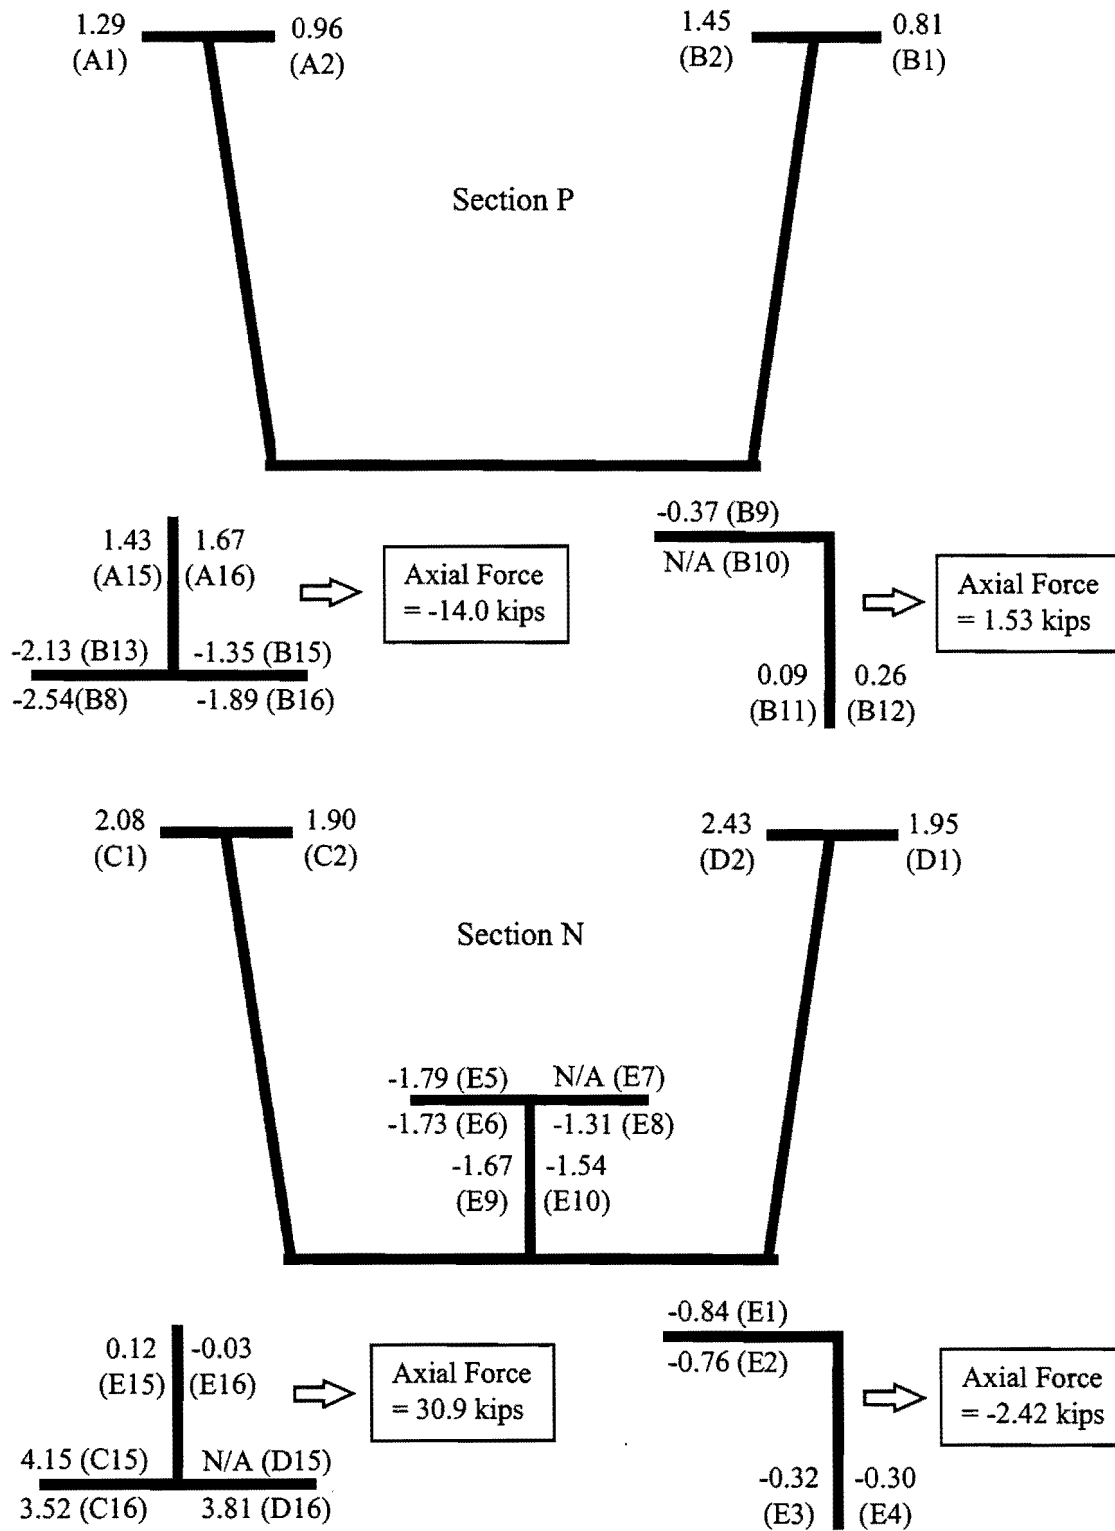 1.29
(A1)
0.96
(A2)
1.45
(B2)
0.81
(B1)
Section P
1.43
(A15)
1.67
(A16)
-2.13 (B13)
-1.35 (B15)
-2.54(B8)
-1.89 (B16)
Axial Force
= -14.0 kips
-0.37 (B9)
N/A (B10)
0.09
(B11)
0.26
(B12)
Axial Force
= 1.53 kips
2.08
(C1)
1.90
(C2)
2.43
(D2)
1.95
(D1)
Section N
-1.79 (E5)
N/A (E7)
-1.73 (E6)
-1.31 (E8)
-1.67
(E9)
-1.54
(E10)
0.12
(E15)
-0.03
(E16)
4.15 (C15)
N/A (D15)
3.52 (C16)
3.81 (D16)
Axial Force
= 30.9 kips
-0.84 (E1)
-0.76 (E2)
-0.32
(E3)
-0.30
(E4)
Axial Force
= -2.42 kips